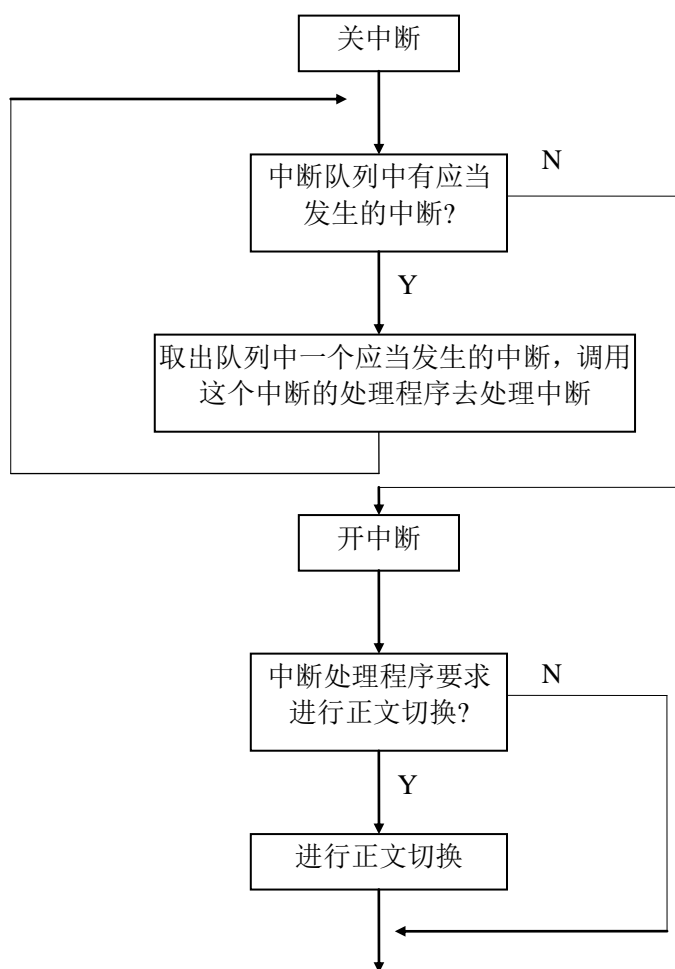 关中断
中断队列中有应当
发生的中断?
N
Y
取出队列中一个应当发生的中断，调用
这个中断的处理程序去处理中断
开中断
中断处理程序要求
进行正文切换?
N
Y
进行正文切换